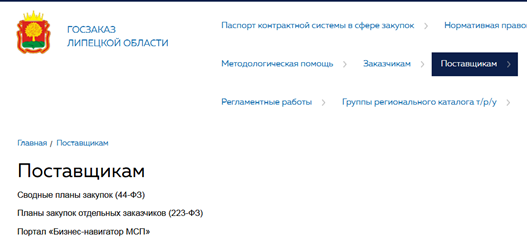 ГОСЗАКАЗ
ЛИПЕЦКОЙ ОБЛАСТИ
Паспорт контрактной системы в сфере закупок
Нормативная
Методологическая помощь
Заказчикам
Поставщикам
Регламентные работы
Группы регионального каталога т/р/у
Главная / Поставщикам
Поставщикам
Сводные планы закупок (44-ФЗ)
Планы закупок отдельных заказчиков (223-ФЗ)
Портал «Бизнес-навигатор МСП»